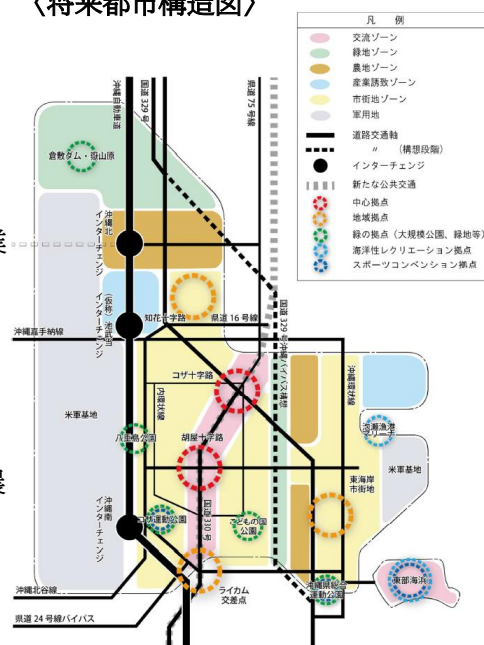 〈将来都市構造図〉
凡　例
交流ゾーン
緑地ゾーン
農地ゾーン
産業誘致ゾーン
市街地ゾーン
軍用地
道路交通軸
〃　（構想段階）
インターチェンジ
新たな公共交通
中心拠点
地域拠点
緑の拠点（大規模公園、緑地等）
海洋性レクリエーション拠点
スポーツコンベンション拠点
沖縄自動車道
国道329号
県道75号線
倉敷ダム・嶽山原
沖縄北
インターチェンジ
（仮称）池武当
インターチェンジ
知花十字路
県道16号線
沖縄嘉手納線
国道329号沖縄バイパス構想
コザ十字路
内環状線
沖縄環状線
米軍基地
八重島公園
胡屋十字路
泡瀬漁港
マリーナ
米軍基地
東海岸
市街地
沖縄南
インターチェンジ
コザ運動公園
国道330号
こどもの国
公園
ライカム
交差点
沖縄県総合
運動公園
東部海浜
沖縄北谷線
県道24号線バイパス
業
農